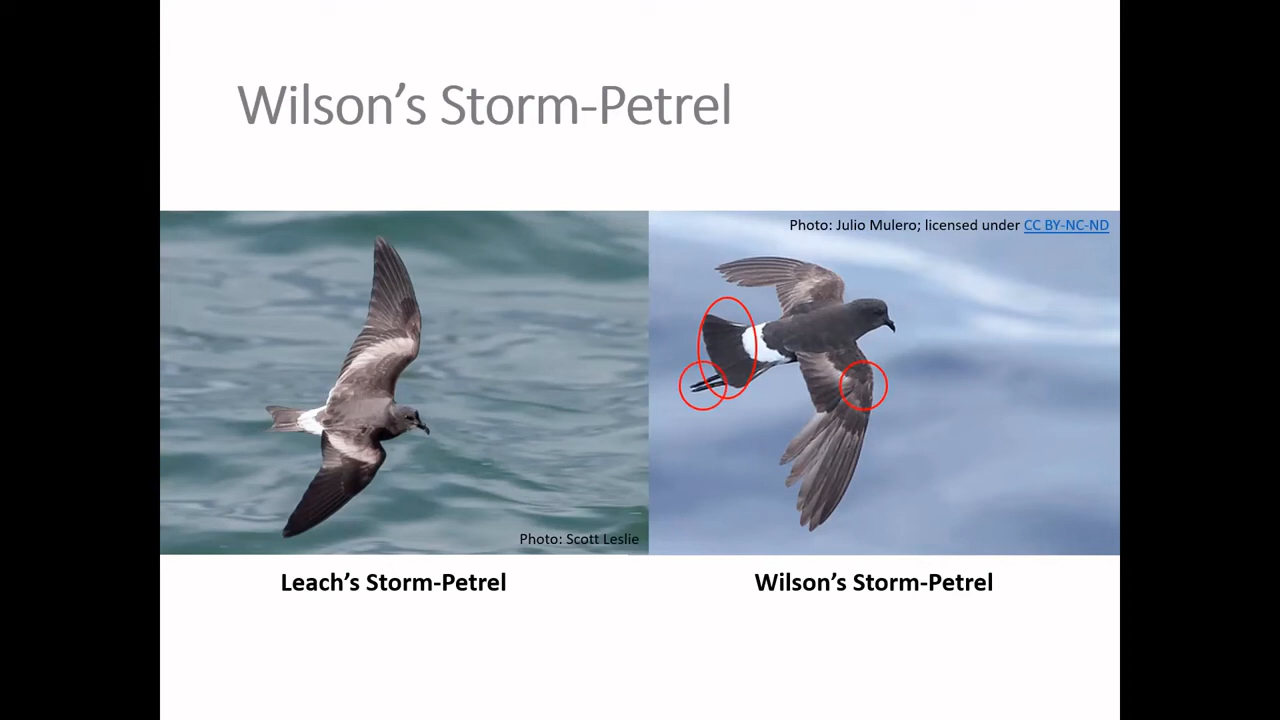 Wilson's Storm-Petrel
Photo: Julio Mulero; licensed under CC BY-NC-ND
Photo: Scott Leslie
Leach's Storm-Petrel
Wilson's Storm-Petrel